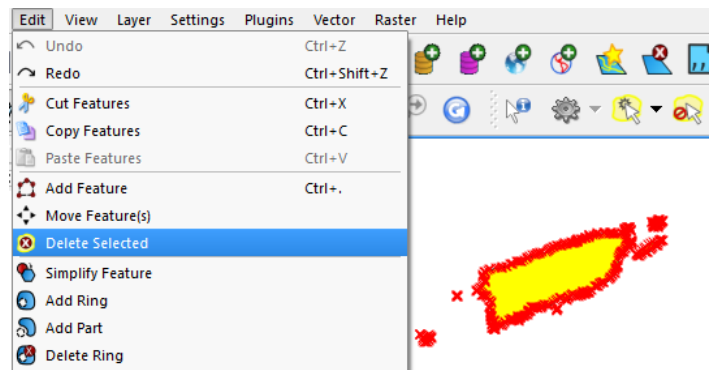 Edit View Layer Settings Plugins Vector Raster Help
Undo Ctrl+Z
Redo Ctrl+Shift+Z
Cut Features Ctrl+X
Copy Features Ctrl+C
Paste Features Ctrl+V
Add Feature Ctrl+.
Move Feature(s)
Delete Selected
Simplify Feature
Add Ring
Add Part
Delete Ring